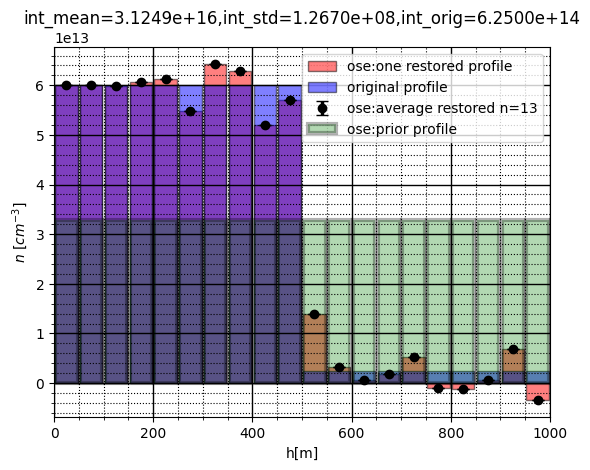 int_mean=3.1249e+16,int_std=1.2670e+08,int_orig=6.2500e+14
1e13
ose:one restored profile
original profile
ose:average restored n=13
ose:prior profile
6
5
4
3
2
1
0
n [cm⁻³]
0 200 400 600 800 1000
h[m]